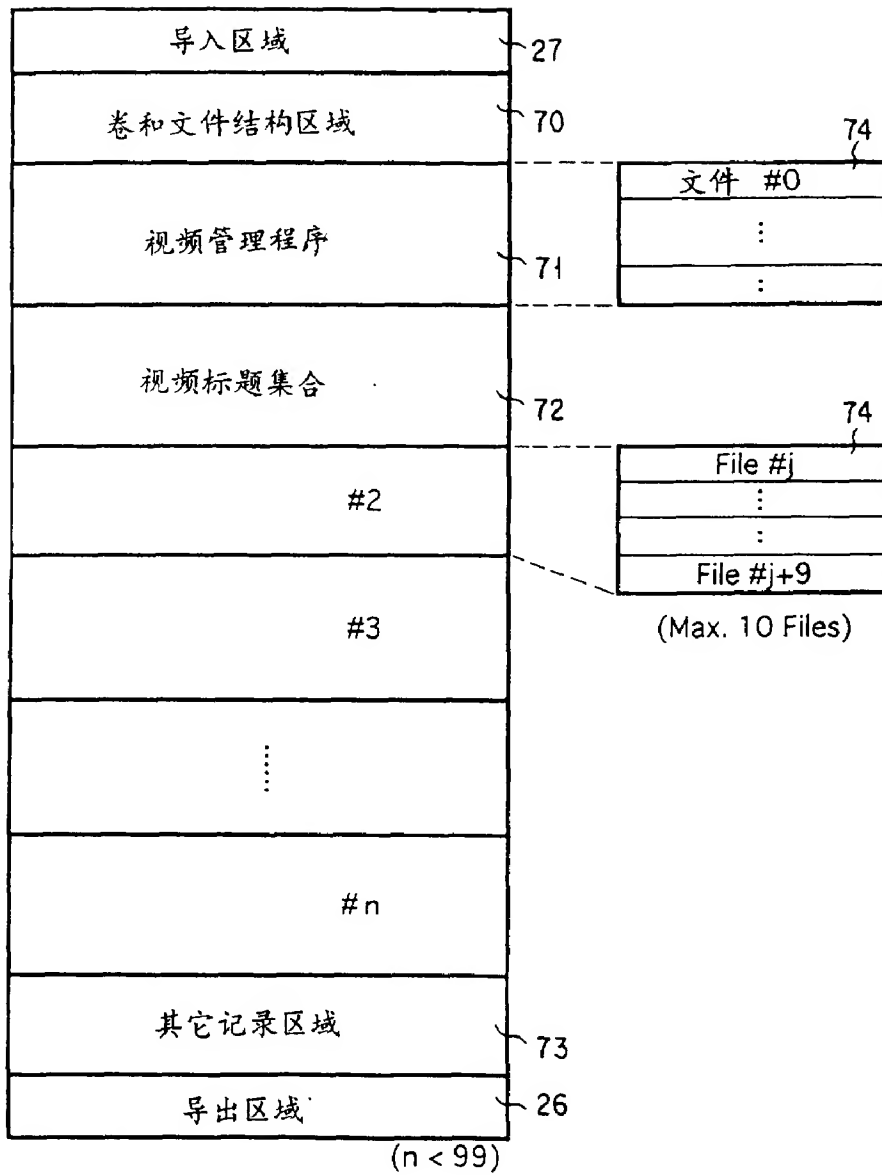 导入区域
27
卷和文件结构区域
70
74
文件 #0
⋮
:
视频管理程序
71
视频标题集合
72
74
File #j
⋮
:
File #j+9
(Max. 10 Files)
#2
#3
⋮
#n
其它记录区域
73
导出区域
26
(n < 99)